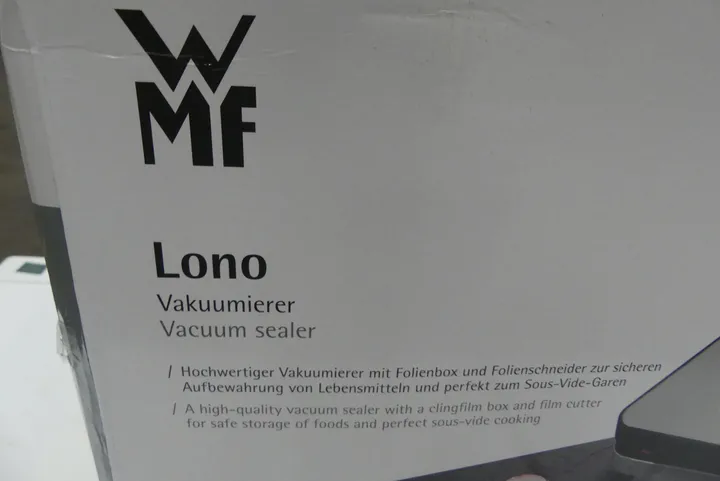 WMF
Lono
Vakuumierer
Vacuum sealer
/ Hochwertiger Vakuumierer mit Folienbox und Folienschneider zur sicheren
Aufbewahrung von Lebensmitteln und perfekt zum Sous-Vide-Garen
/ A high-quality vacuum sealer with a clingfilm box and film cutter
for safe storage of foods and perfect sous-vide cooking